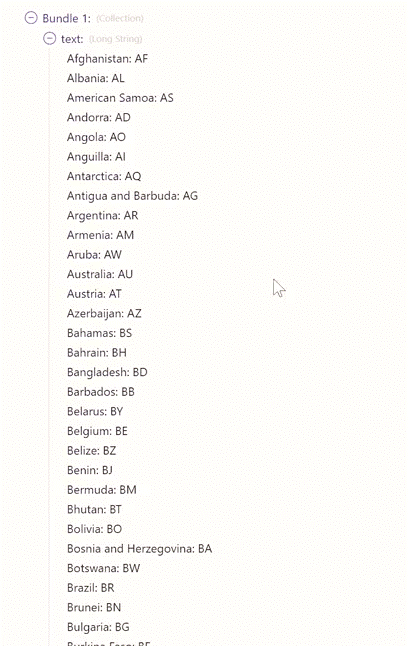 Bundle 1: (Collection)
text: (Long String)
Afghanistan: AF
Albania: AL
American Samoa: AS
Andorra: AD
Angola: AO
Anguilla: AI
Antarctica: AQ
Antigua and Barbuda: AG
Argentina: AR
Armenia: AM
Aruba: AW
Australia: AU
Austria: AT
Azerbaijan: AZ
Bahamas: BS
Bahrain: BH
Bangladesh: BD
Barbados: BB
Belarus: BY
Belgium: BE
Belize: BZ
Benin: BJ
Bermuda: BM
Bhutan: BT
Bolivia: BO
Bosnia and Herzegovina: BA
Botswana: BW
Brazil: BR
Brunei: BN
Bulgaria: BG